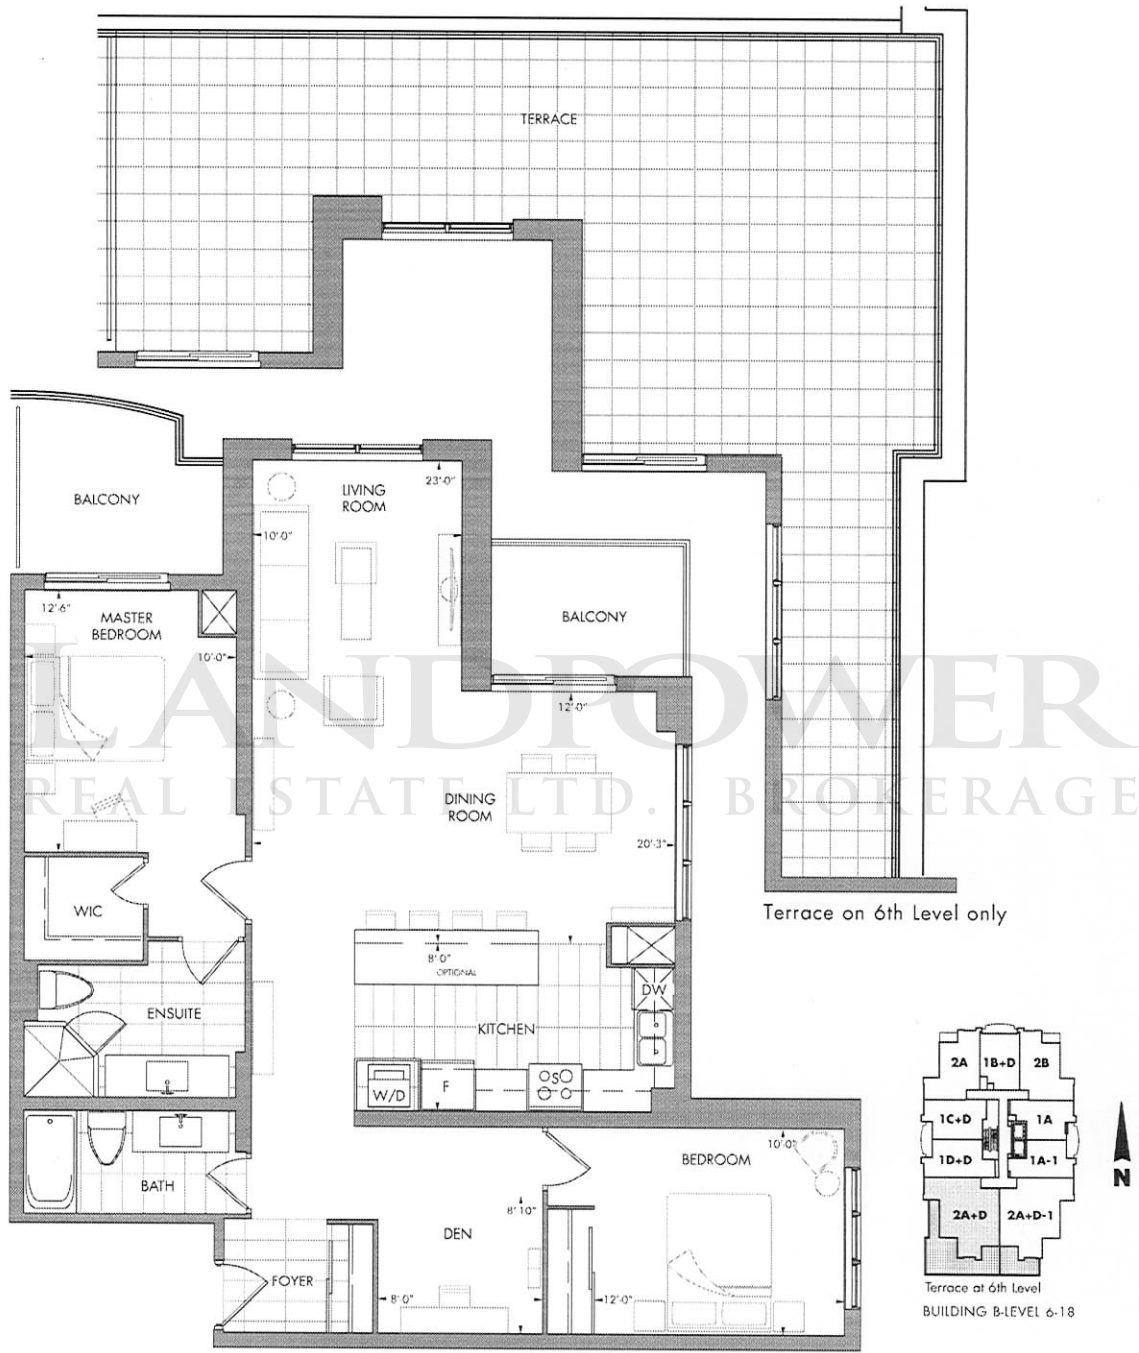 TERRACE
LIVING
ROOM
23'-0"
10'-0"
BALCONY
12'-6"
MASTER
BEDROOM
10'-0"
BALCONY
12'-0"
LANDPOWER
REAL ESTATE LTD. BROKERAGE
DINING
ROOM
20'-3"
WIC
Terrace on 6th Level only
8'0"
OPTIONAL
DW
ENSUITE
KITCHEN
W/D
F
S
2A
1B+D
2B
1C+D
1A
1D+D
1A-1
2A+D
2A+D-1
N
Terrace at 6th Level
BUILDING B-LEVEL 6-18
BATH
10'-0"
BEDROOM
8'10"
DEN
FOYER
8'-0"
12'-0"